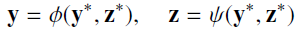 y = ϕ(y*, z*),    z = ψ(y*, z*)